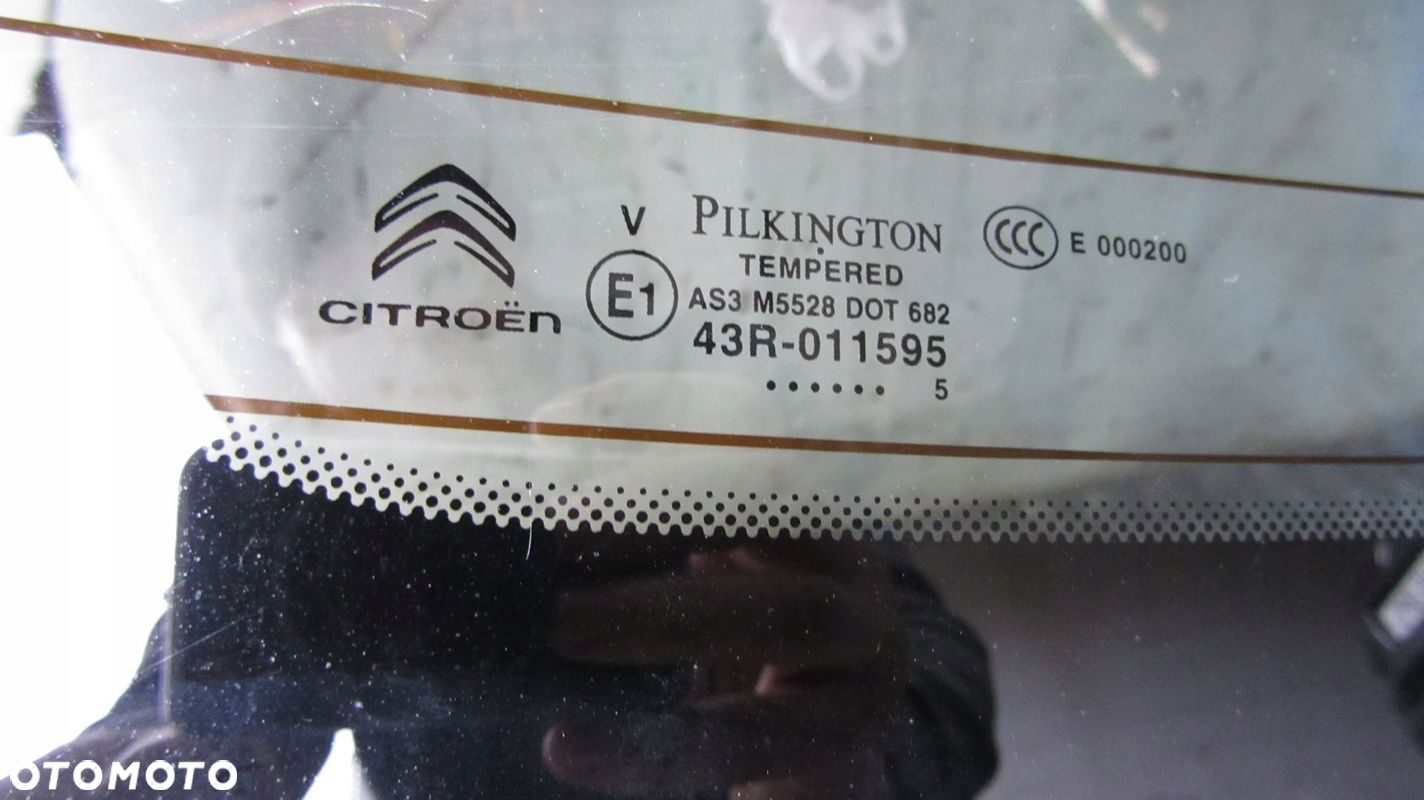 CITROËn
V PILKINGTON
TEMPERED
E1 AS3 M5528 DOT 682
43R-011595
...... 5
CCC E 000200
OTOMOTO